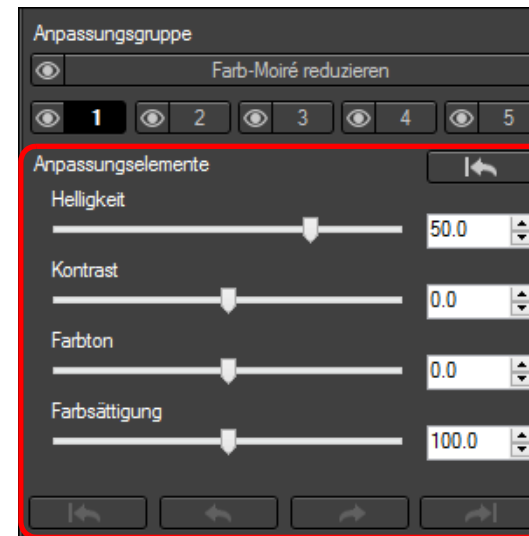 Anpassungsgruppe
Farb-Moiré reduzieren
1 2 3 4 5
Anpassungselemente
Helligkeit
50.0
Kontrast
0.0
Farbton
0.0
Farbsättigung
100.0